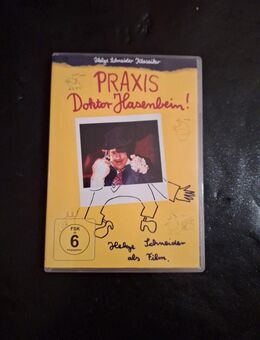 Helge Schneider Klassiker
PRAXIS
Doktor Hasenbein!
FSK
6
Helge Schneider
als Film.